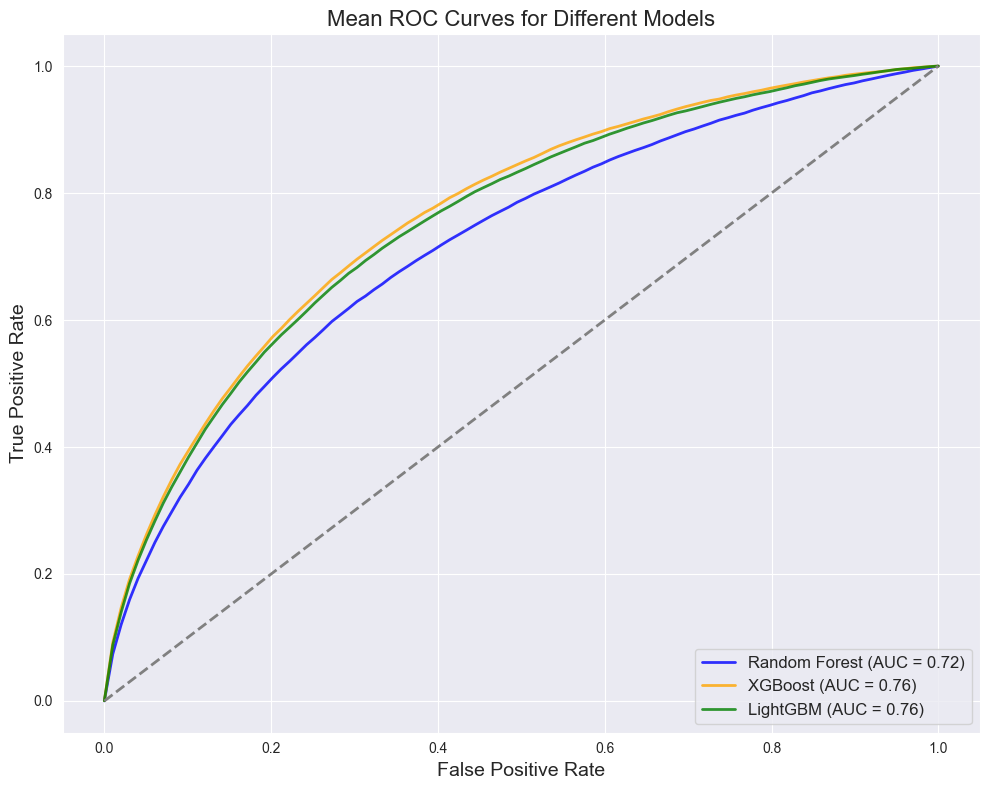 Mean ROC Curves for Different Models
True Positive Rate
1.0
0.8
0.6
0.4
0.2
0.0
Random Forest (AUC = 0.72)
XGBoost (AUC = 0.76)
LightGBM (AUC = 0.76)
0.0 0.2 0.4 0.6 0.8 1.0
False Positive Rate